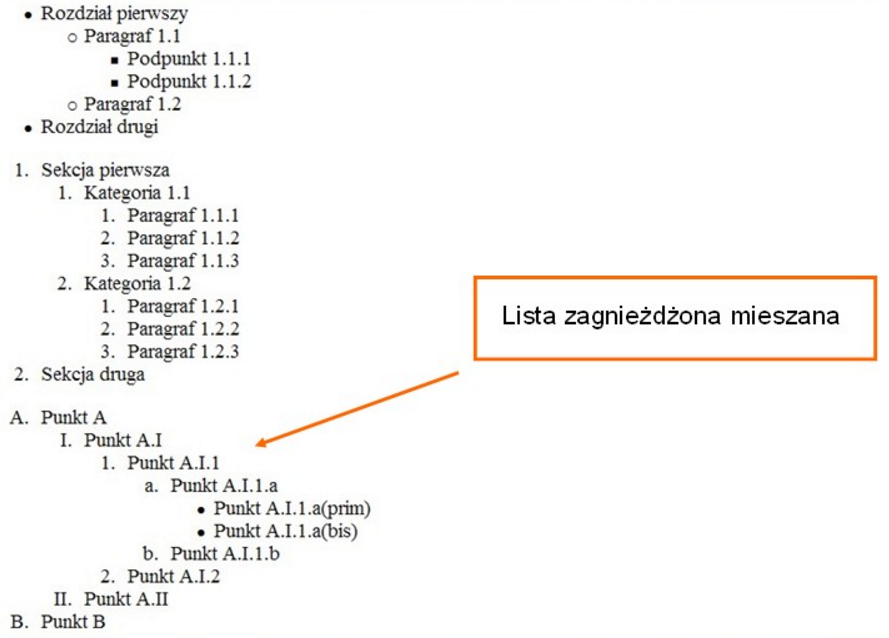 • Rozdział pierwszy
○ Paragraf 1.1
▪ Podpunkt 1.1.1
▪ Podpunkt 1.1.2
○ Paragraf 1.2
• Rozdział drugi
1. Sekcja pierwsza
1. Kategoria 1.1
1. Paragraf 1.1.1
2. Paragraf 1.1.2
3. Paragraf 1.1.3
2. Kategoria 1.2
1. Paragraf 1.2.1
2. Paragraf 1.2.2
3. Paragraf 1.2.3
2. Sekcja druga
Lista zagnieżdżona mieszana
A. Punkt A
I. Punkt A.I
1. Punkt A.I.1
a. Punkt A.I.1.a
• Punkt A.I.1.a(prim)
• Punkt A.I.1.a(bis)
b. Punkt A.I.1.b
2. Punkt A.I.2
II. Punkt A.II
B. Punkt B